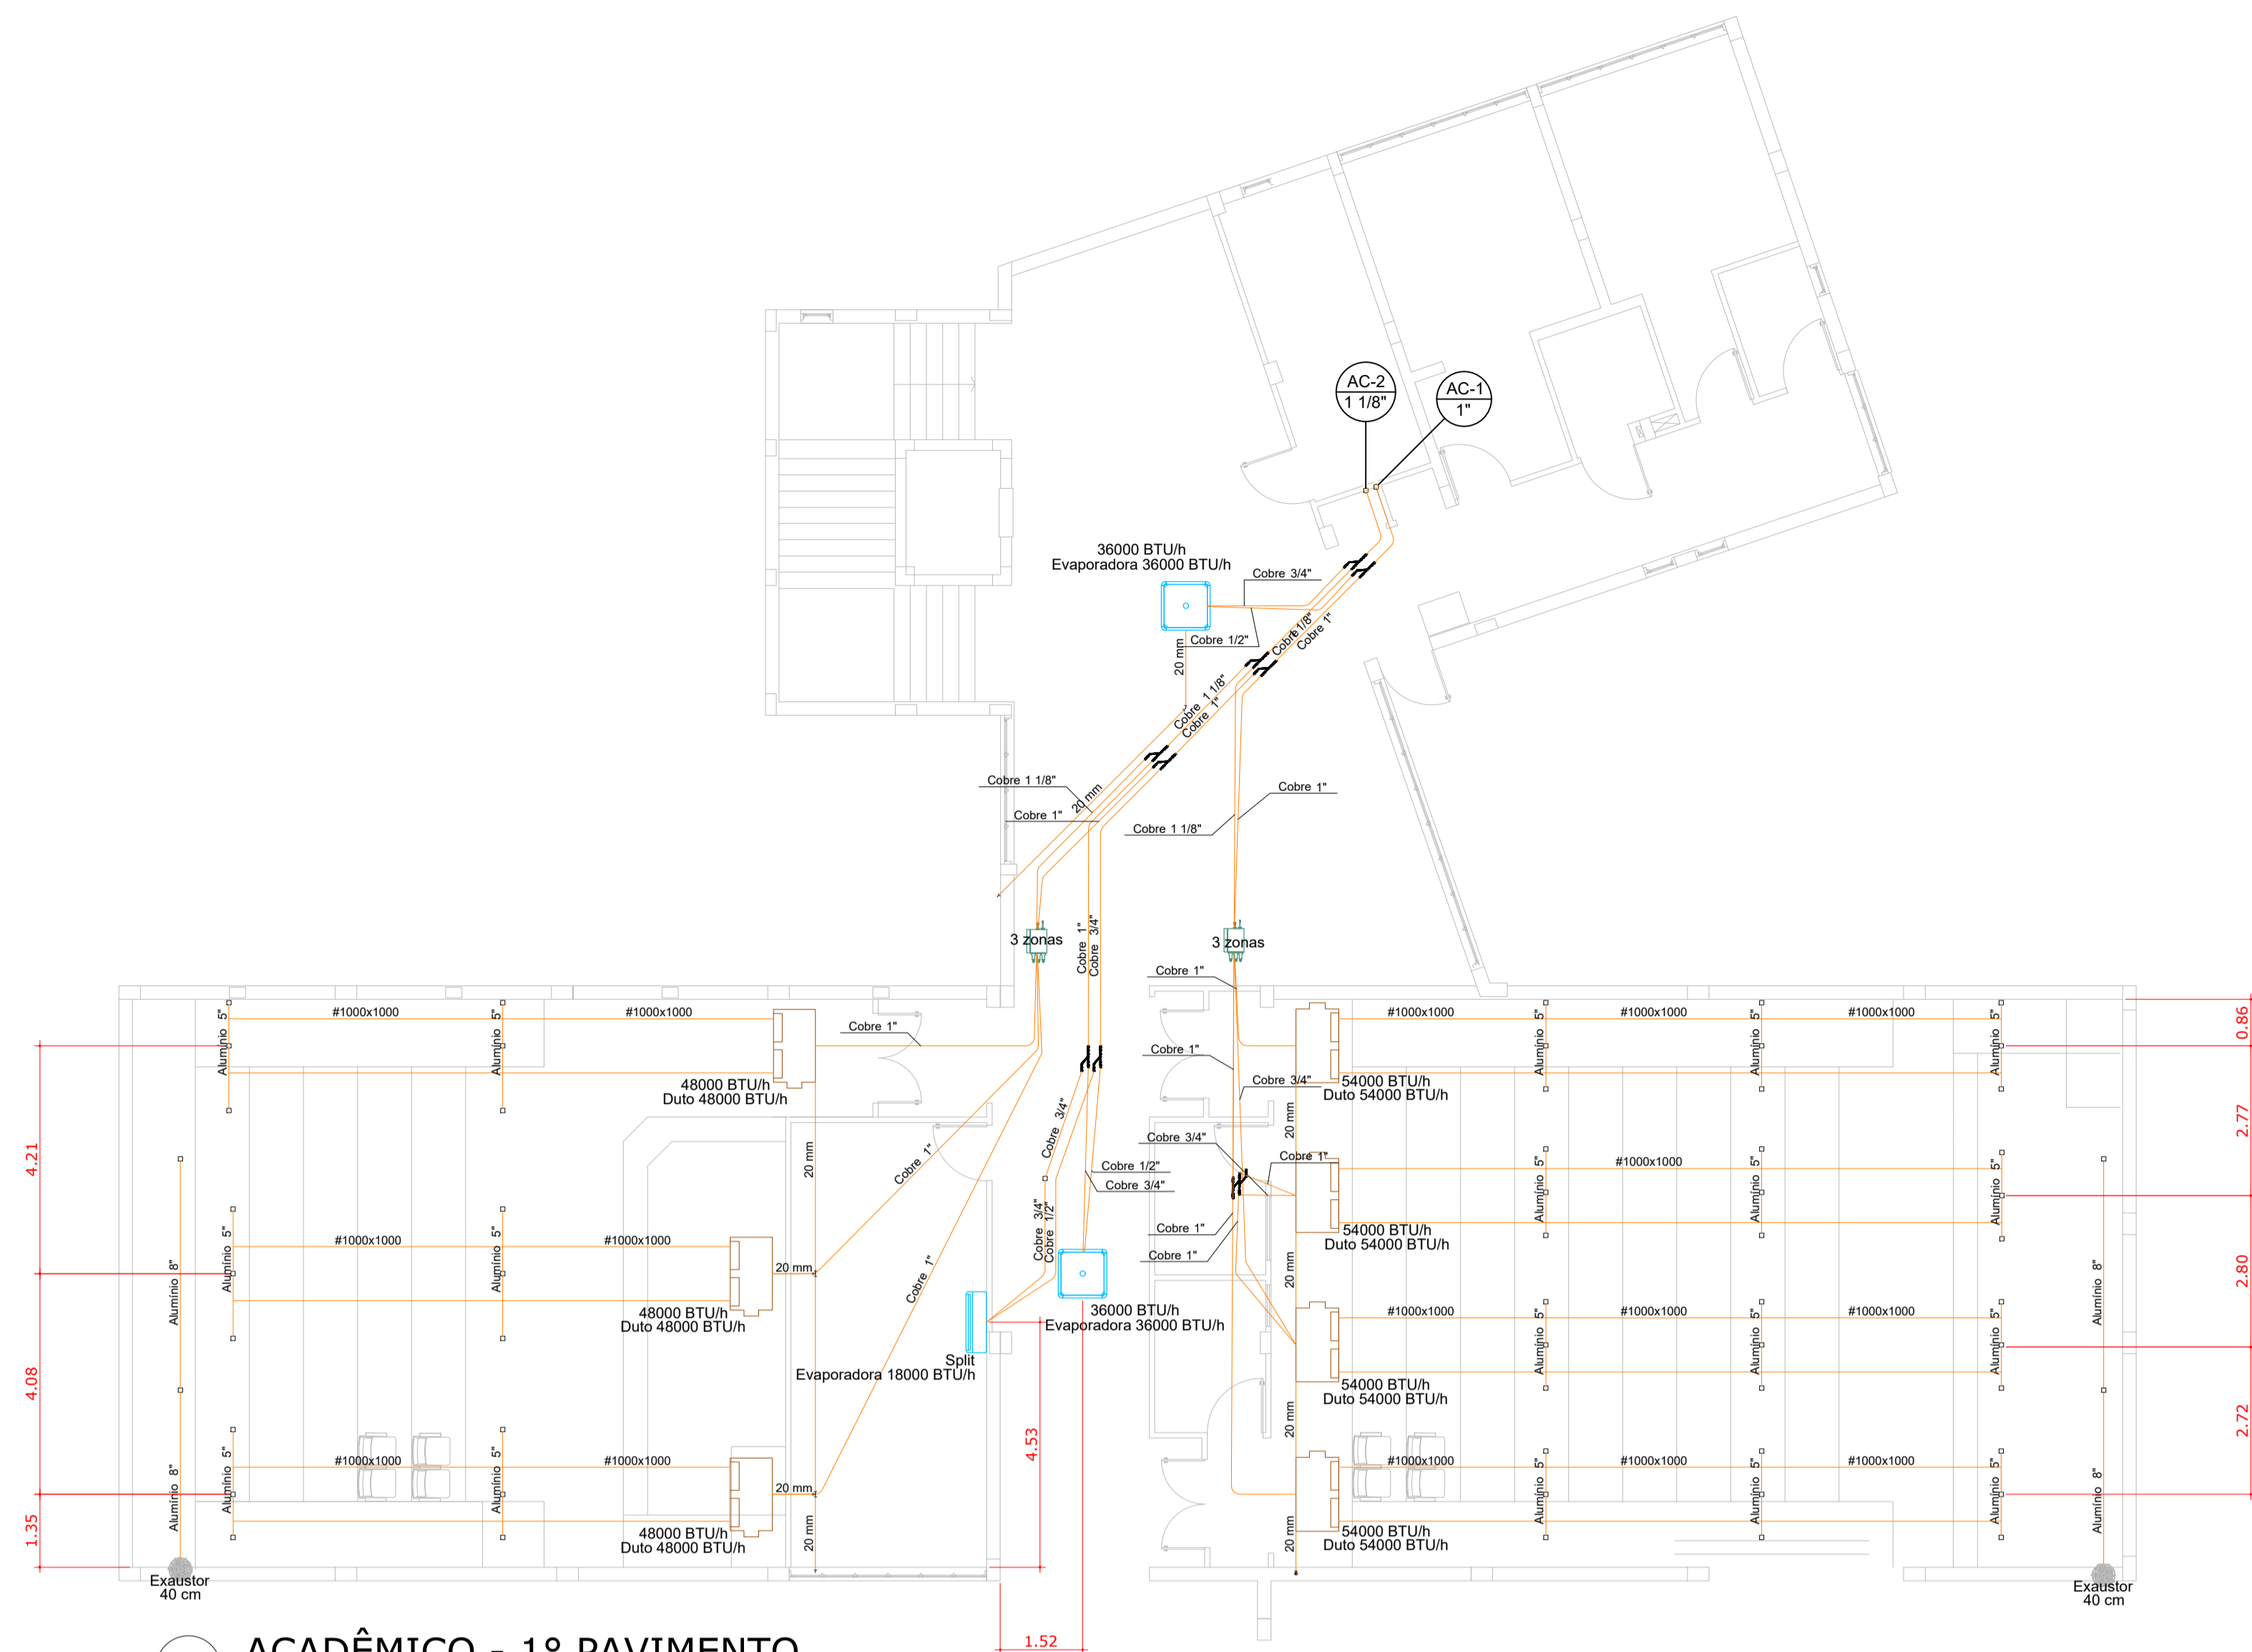 AC-2
1 1/8"
AC-1
1"
36000 BTU/h
Evaporadora 36000 BTU/h
Cobre 3/4"
Cobre 1/2"
20 mm
Cobre 1 1/8"
Cobre 1"
Cobre 1 1/8"
Cobre 1"
Cobre 1 1/8"
20 mm
Cobre 1"
Cobre 1"
Cobre 1 1/8"
3 zonas
Cobre 1"
Cobre 3/4"
3 zonas
Cobre 1"
Alumínio 5"
#1000x1000
Alumínio 5"
#1000x1000
Cobre 1"
48000 BTU/h
Duto 48000 BTU/h
Cobre 1"
Cobre 3/4"
54000 BTU/h
Duto 54000 BTU/h
#1000x1000
Alumínio 5"
#1000x1000
Alumínio 5"
#1000x1000
Alumínio 5"
0.86
4.21
20 mm
Cobre 1"
Cobre 3/4"
Cobre 1/2"
Cobre 3/4"
Cobre 3/4"
Cobre 1"
20 mm
2.77
#1000x1000
Alumínio 5"
Alumínio 5"
Alumínio 5"
Cobre 3/4"
Cobre 1/2"
Cobre 1"
Cobre 1"
54000 BTU/h
Duto 54000 BTU/h
Alumínio 8"
Alumínio 5"
#1000x1000
Alumínio 5"
#1000x1000
20 mm
48000 BTU/h
Duto 48000 BTU/h
Cobre 1"
36000 BTU/h
Evaporadora 36000 BTU/h
20 mm
#1000x1000
Alumínio 5"
#1000x1000
Alumínio 5"
#1000x1000
Alumínio 5"
Alumínio 8"
2.80
Split
Evaporadora 18000 BTU/h
54000 BTU/h
Duto 54000 BTU/h
4.08
4.53
20 mm
2.72
Alumínio 8"
Alumínio 5"
#1000x1000
Alumínio 5"
#1000x1000
20 mm
#1000x1000
Alumínio 5"
#1000x1000
Alumínio 5"
#1000x1000
Alumínio 5"
Alumínio 8"
1.35
48000 BTU/h
Duto 48000 BTU/h
20 mm
20 mm
54000 BTU/h
Duto 54000 BTU/h
Exaustor
40 cm
Exaustor
40 cm
ACADÊMICO - 1º PAVIMENTO
1.52